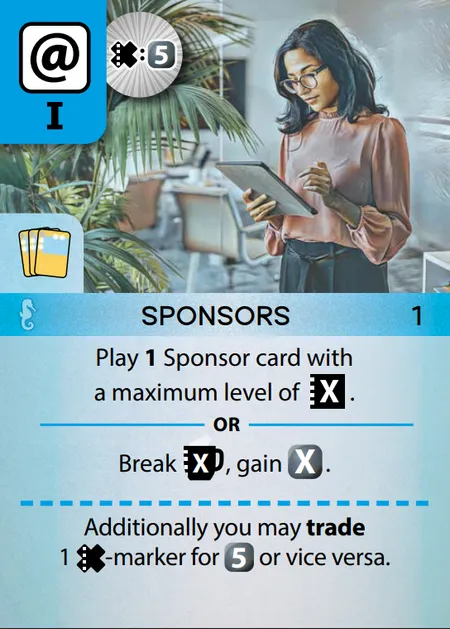 @
I
X:5
SPONSORS 1
Play 1 Sponsor card with
a maximum level of X .
OR
Break X, gain X.
Additionally you may trade
1 X-marker for 5 or vice versa.